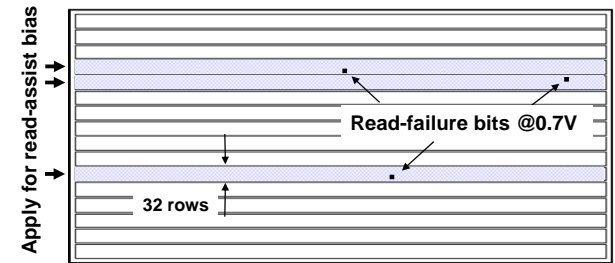 Apply for read-assist bias
Read-failure bits @0.7V
32 rows